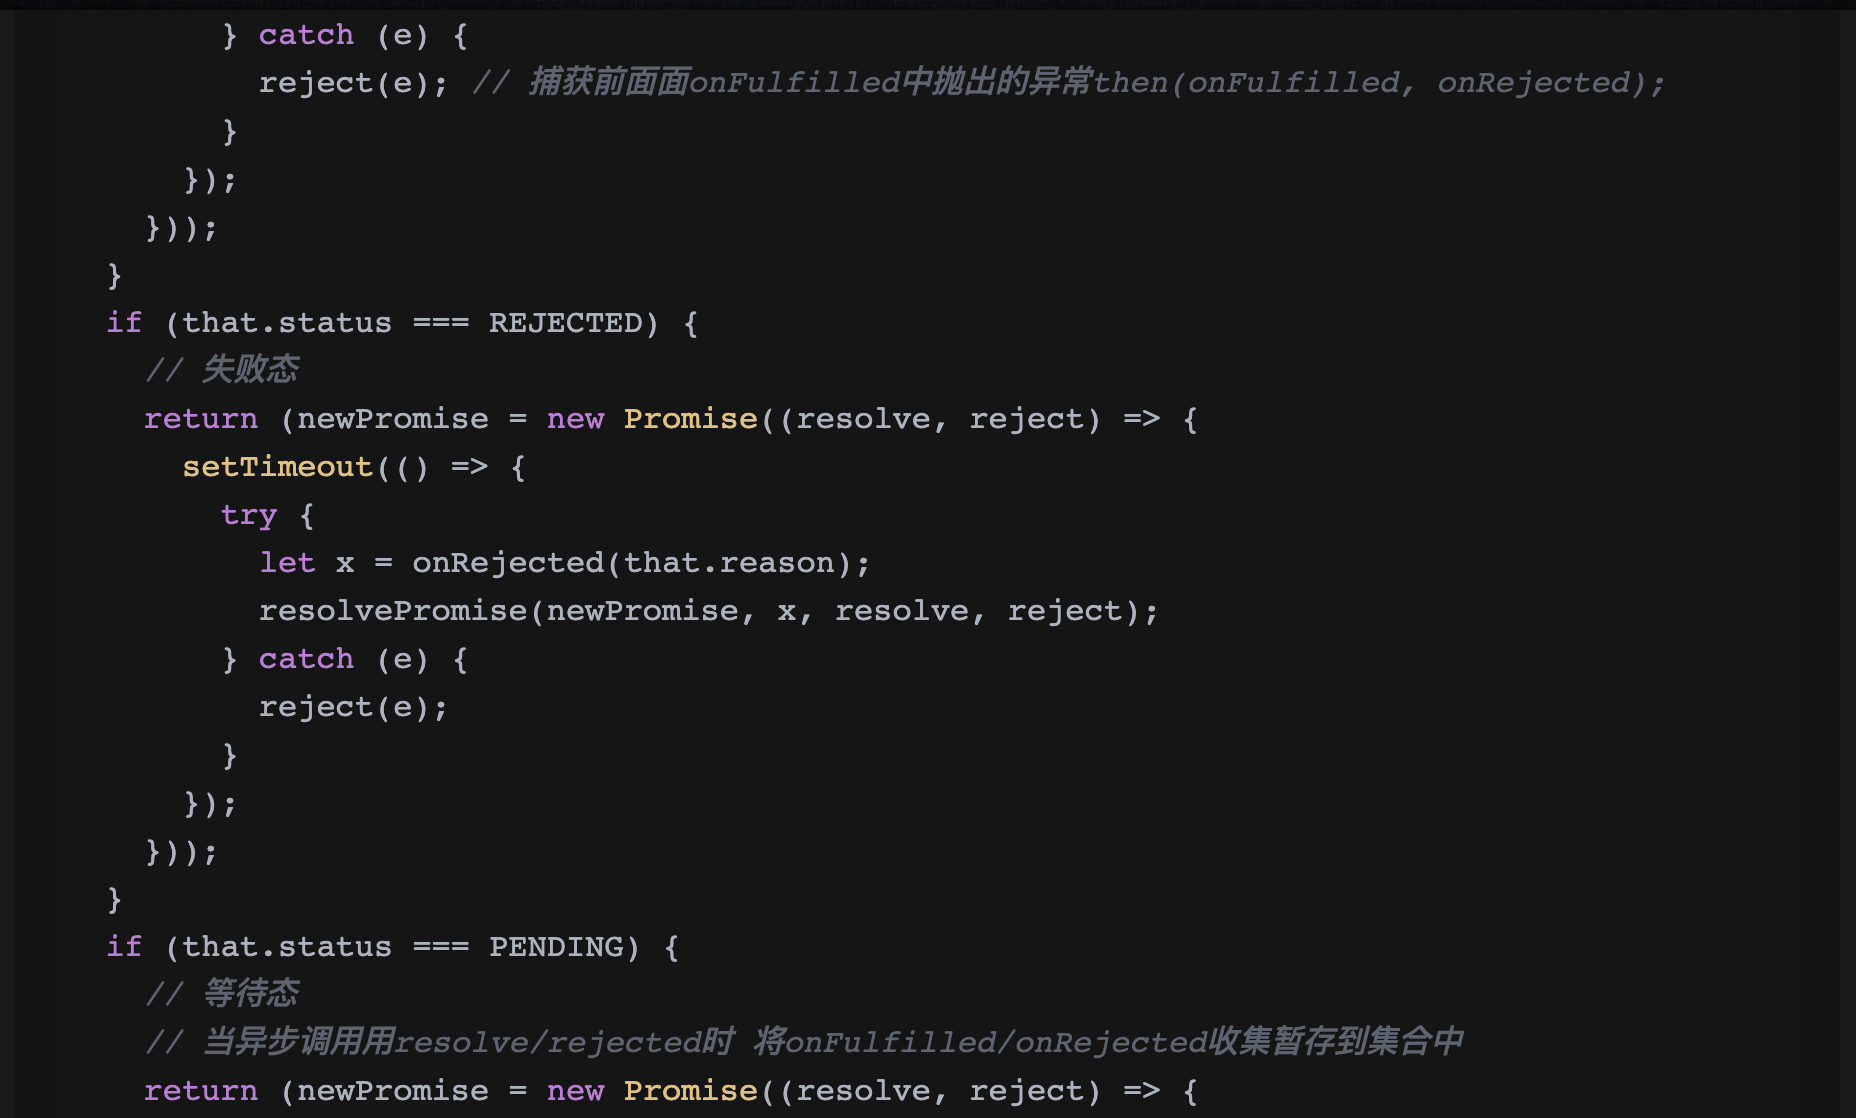 } catch (e) {
reject(e); // 捕获前面面onFulfilled中抛出的异常then(onFulfilled, onRejected);
}
});
}));
}
if (that.status === REJECTED) {
// 失败态
return (newPromise = new Promise((resolve, reject) => {
setTimeout(() => {
try {
let x = onRejected(that.reason);
resolvePromise(newPromise, x, resolve, reject);
} catch (e) {
reject(e);
}
});
}));
}
if (that.status === PENDING) {
// 等待态
// 当异步调用用resolve/rejected时 将onFulfilled/onRejected收集暂存到集合中
return (newPromise = new Promise((resolve, reject) => {